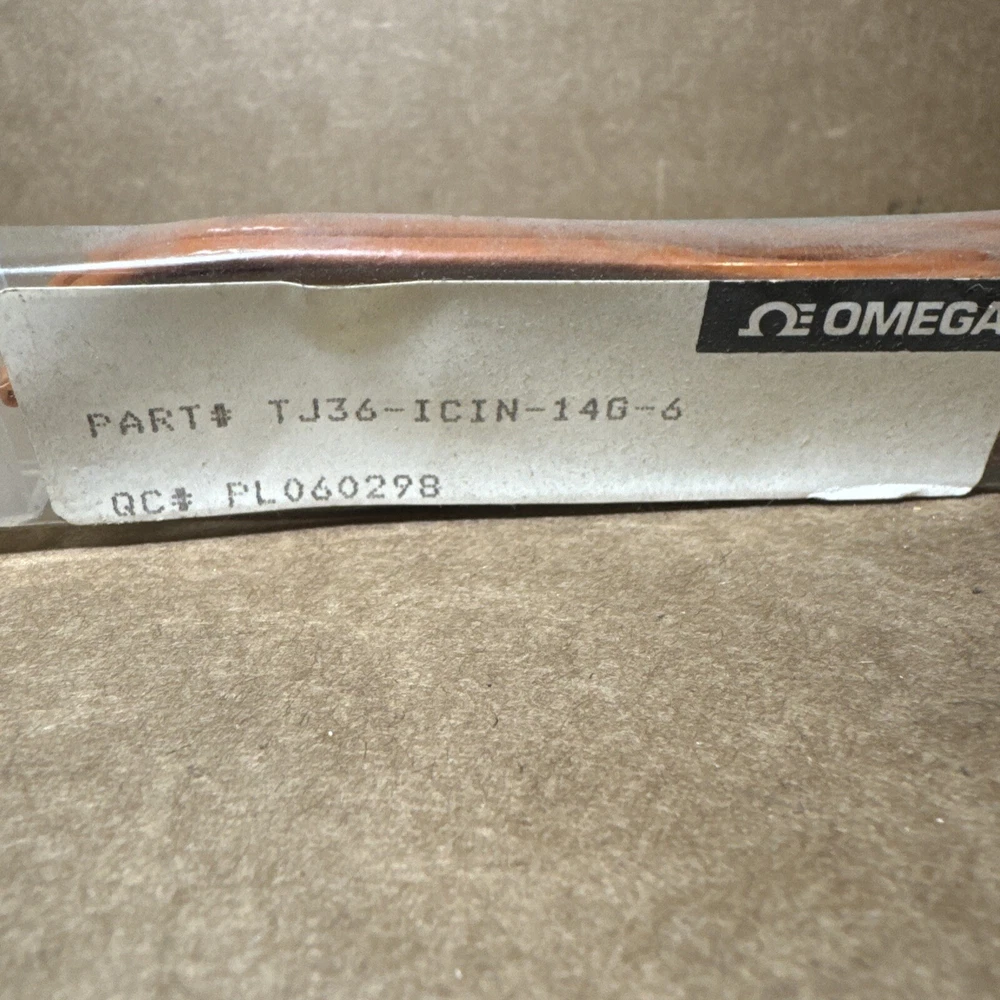 ΩE OMEGA
PART# TJ36-ICIN-14G-6
QC# PL060298